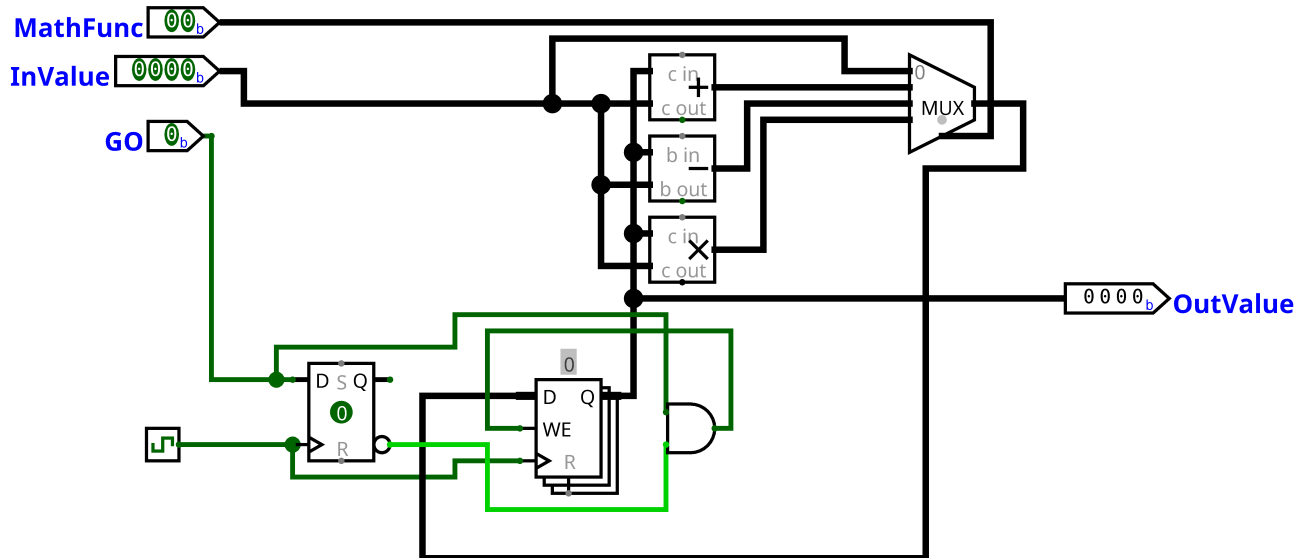 MathFunc 00b
InValue 0000b
GO 0b
c in
+
c out
b in
−
b out
c in
×
c out
0
MUX
0000b OutValue
D S Q
0
R
0
D Q
WE
R